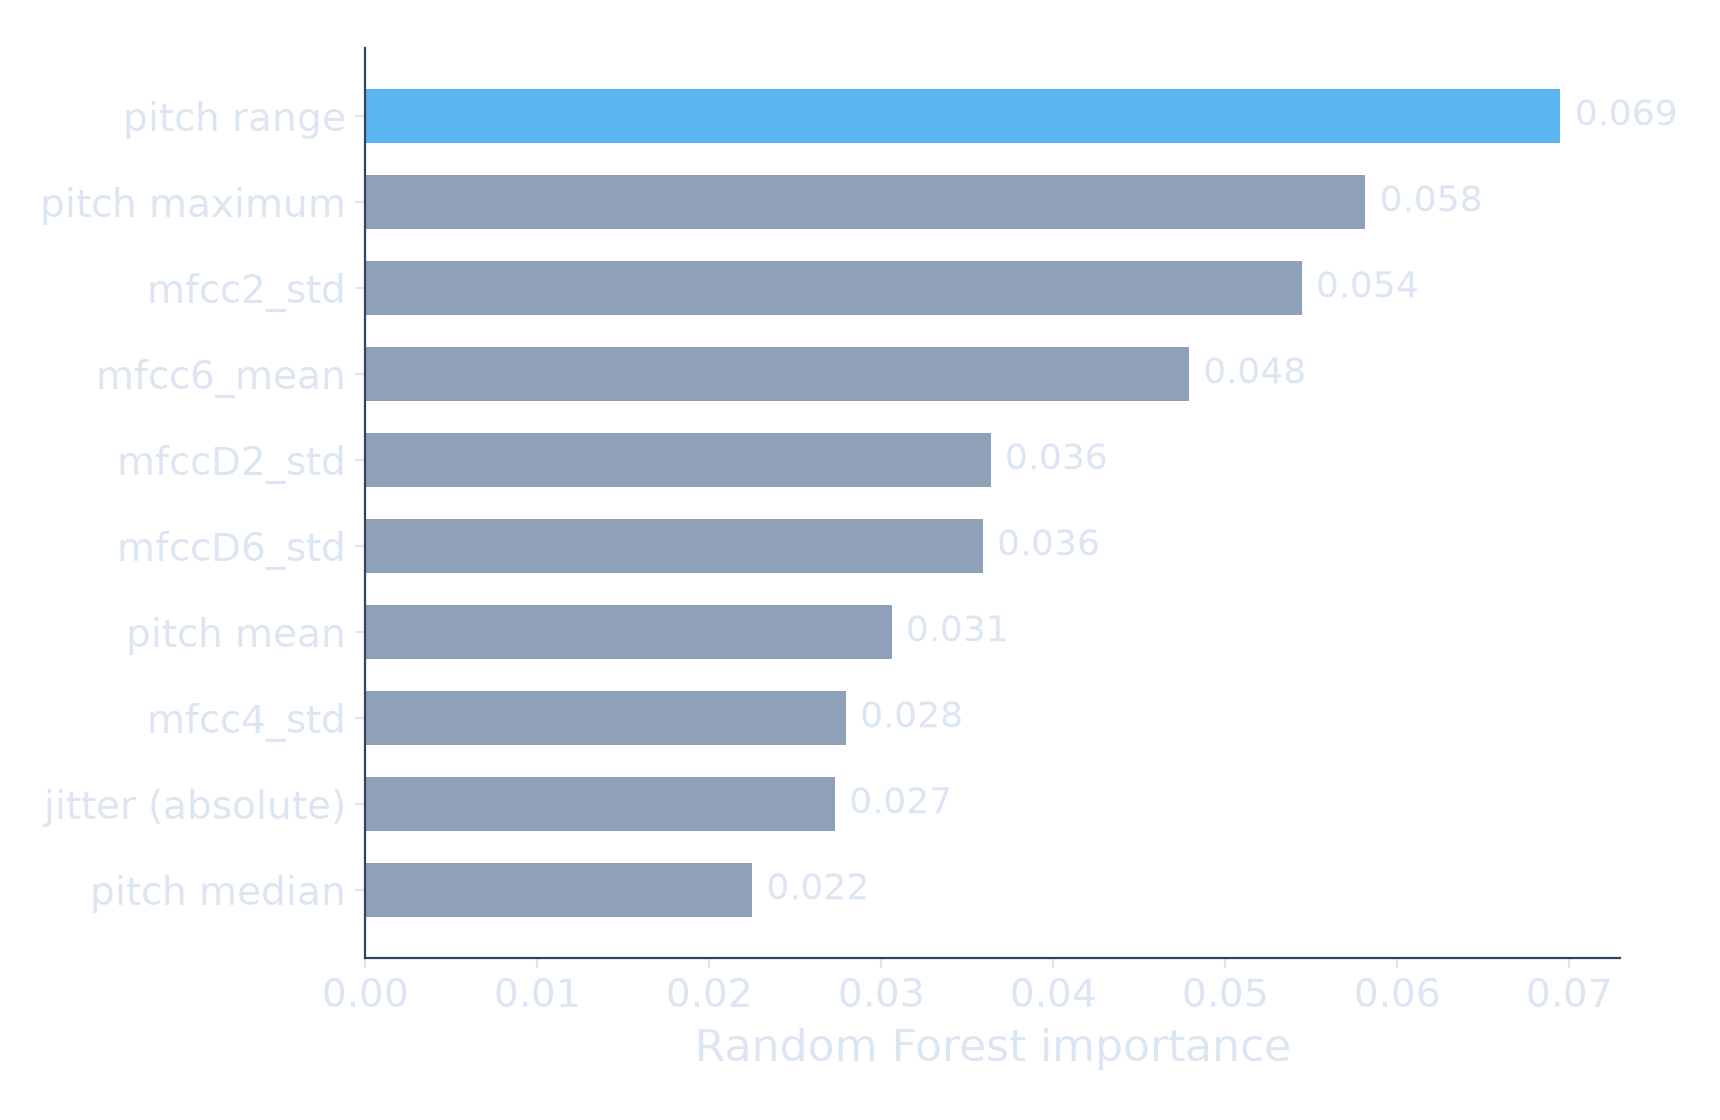 pitch range 0.069
pitch maximum 0.058
mfcc2_std 0.054
mfcc6_mean 0.048
mfccD2_std 0.036
mfccD6_std 0.036
pitch mean 0.031
mfcc4_std 0.028
jitter (absolute) 0.027
pitch median 0.022
0.00 0.01 0.02 0.03 0.04 0.05 0.06 0.07
Random Forest importance